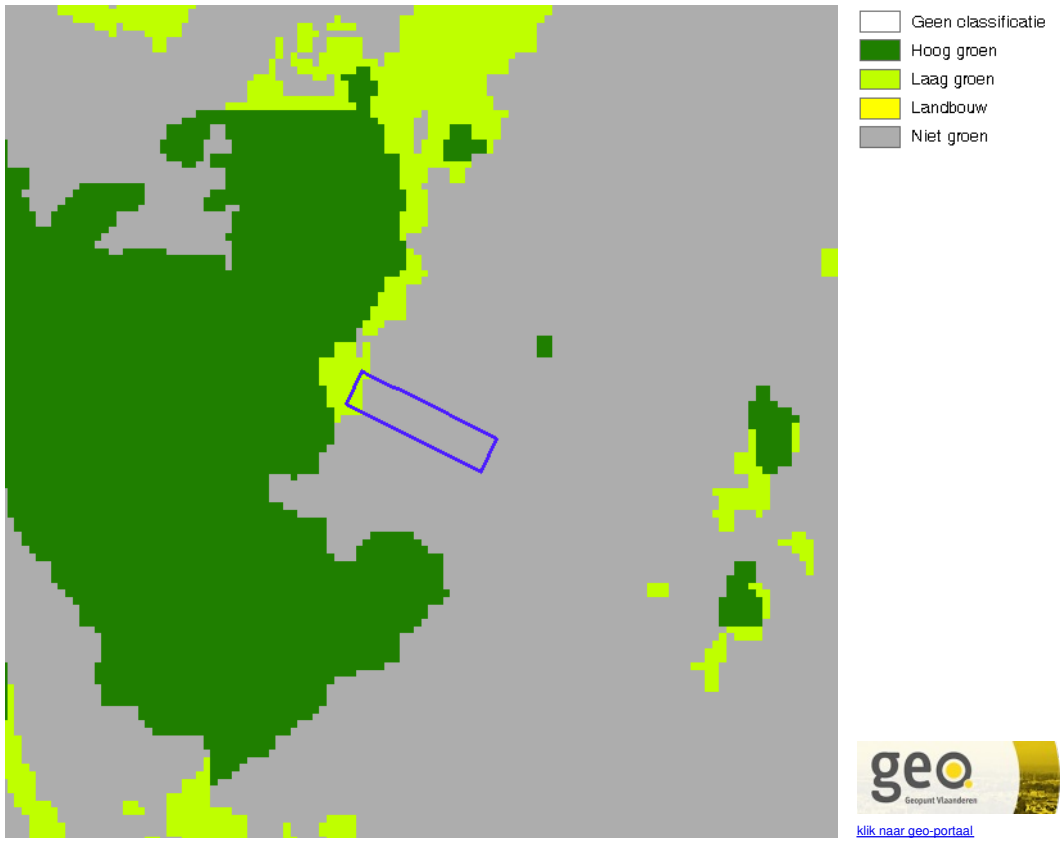 Geen classificatie
Hoog groen
Laag groen
Landbouw
Niet groen
geo
Geopunt Vlaanderen
klik naar geo-portaal